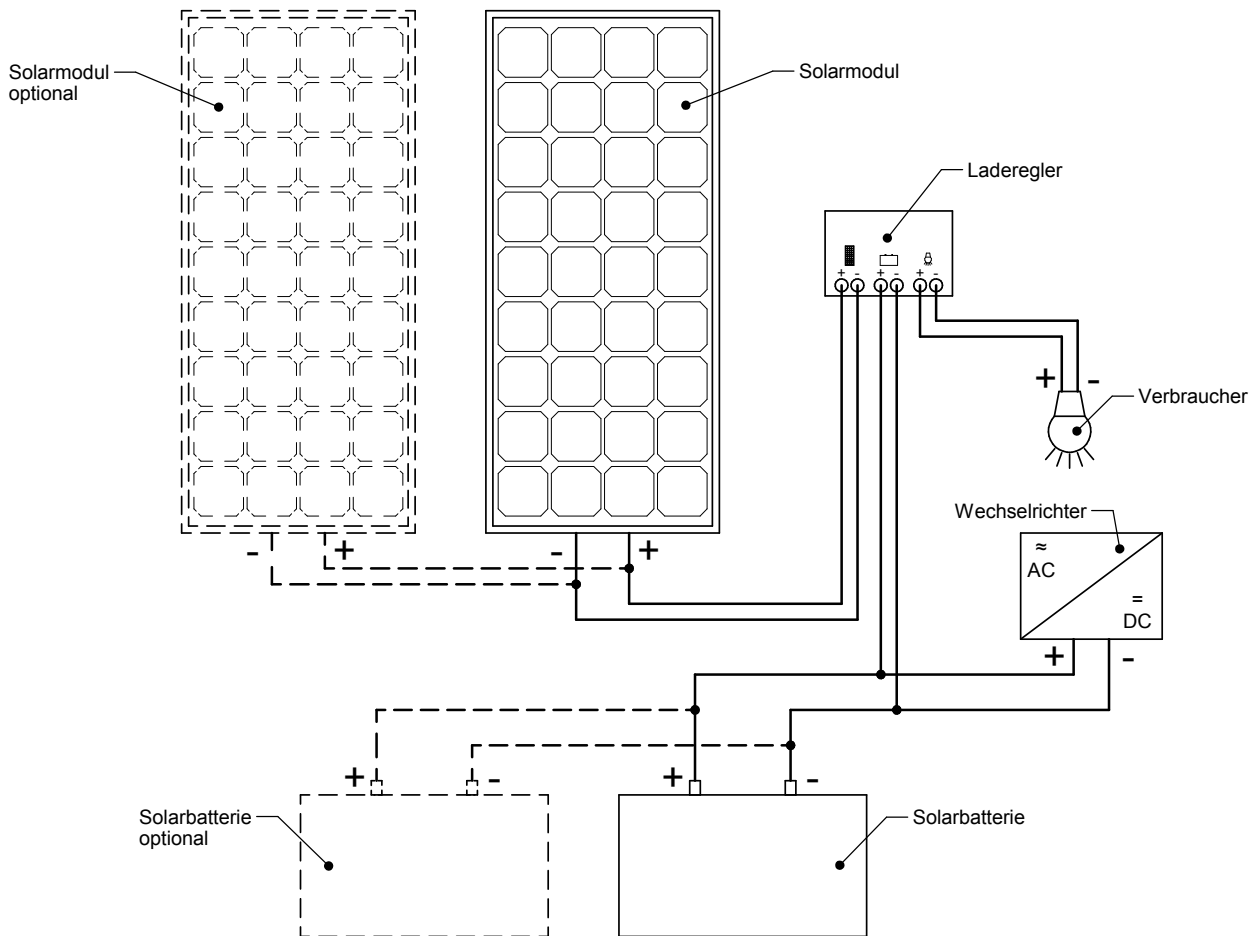 Solarmodul
optional
Solarmodul
Laderegler
+ - + - + -
+ -
Verbraucher
Wechselrichter
≈
AC
=
DC
- + - +
+ -
+ - + -
Solarbatterie
optional
Solarbatterie